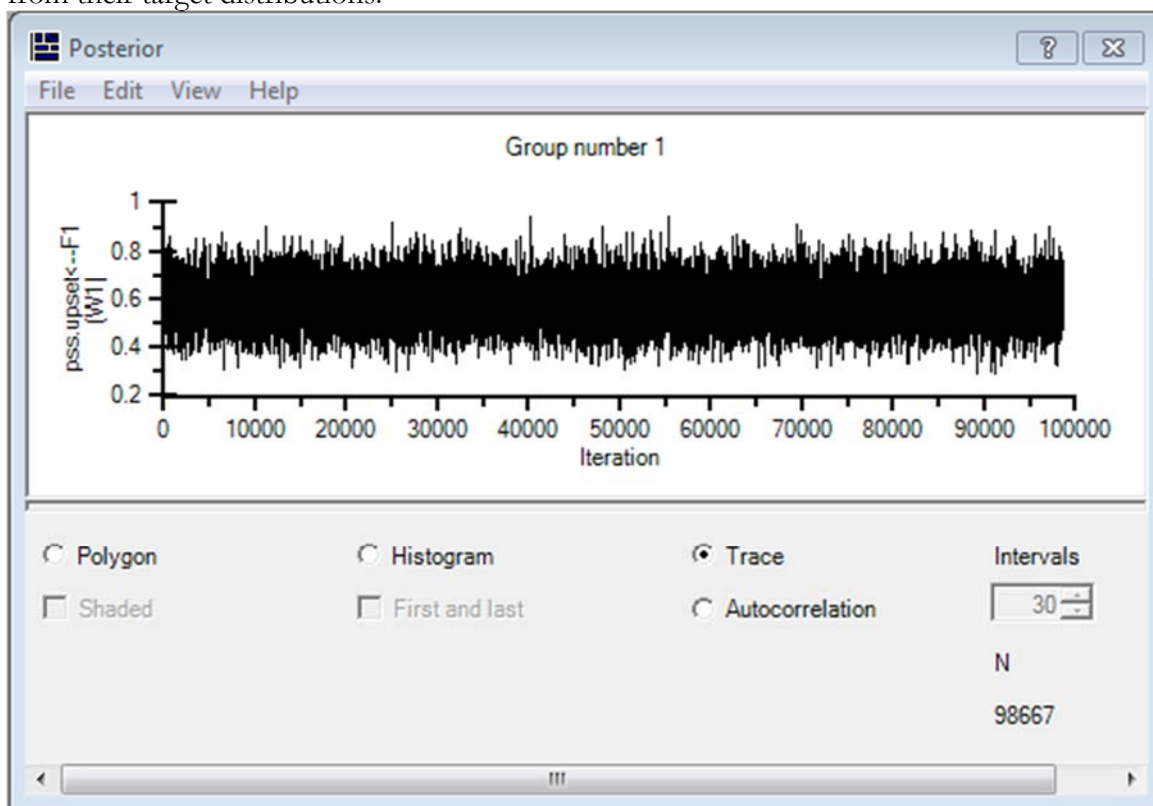 from their target distributions.
Posterior
File Edit View Help
Group number 1
pss.upset<--F1
(W1)
1
0.8
0.6
0.4
0.2
0 10000 20000 30000 40000 50000 60000 70000 80000 90000 100000
Iteration
Polygon Histogram Trace Intervals
Shaded First and last Autocorrelation 30
N
98667